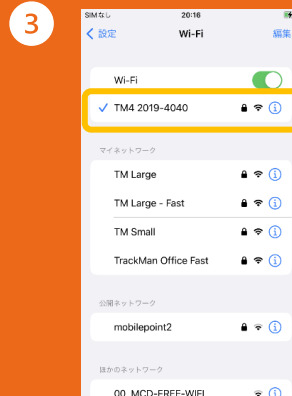 3
SIMなし 20:16
設定 Wi-Fi 編集
Wi-Fi
TM4 2019-4040
マイネットワーク
TM Large
TM Large - Fast
TM Small
TrackMan Office Fast
公開ネットワーク
mobilepoint2
ほかのネットワーク
00_MCD-FREE-WIFI